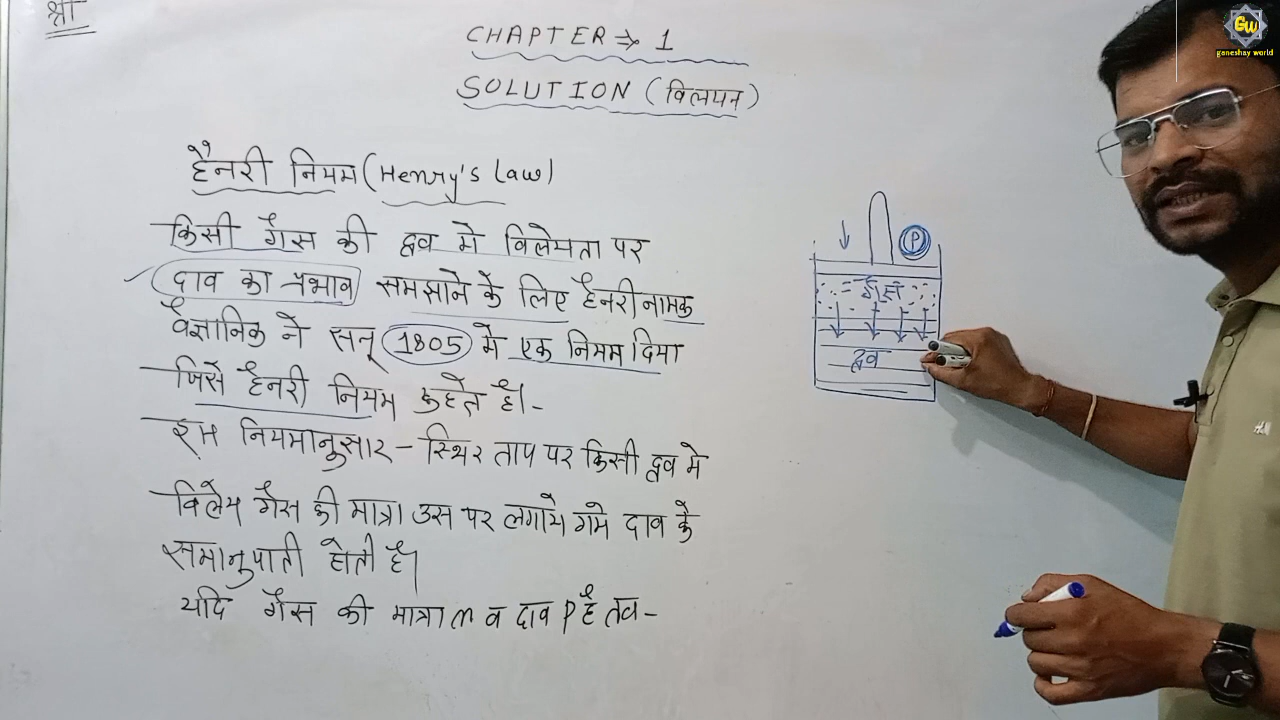 श्री
CHAPTER ⇒ 1
SOLUTION (विलयन)
हैनरी नियम (Henry's Law)
किसी गैस की द्रव मे विलेयता पर
दाव का प्रभाव समझाने के लिए हैनरी नामक
वैज्ञानिक ने सन् 1805 मे एक नियम दिया
जिसे हैनरी नियम कहते है।-
इस नियमानुसार - स्थिर ताप पर किसी द्रव मे
विलेय गैस की मात्रा उस पर लगाये गये दाव के
समानुपाती होती है।
यदि गैस की मात्रा m व दाव P है तव-
P
गैस
द्रव
GW
ganeshay world